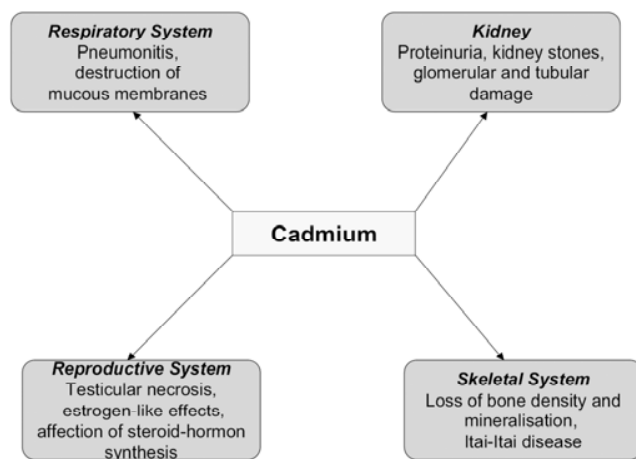 Respiratory System
Pneumonitis,
destruction of
mucous membranes
Kidney
Proteinuria, kidney stones,
glomerular and tubular
damage
Cadmium
Reproductive System
Testicular necrosis,
estrogen-like effects,
affection of steroid-hormon
synthesis
Skeletal System
Loss of bone density and
mineralisation,
Itai-Itai disease